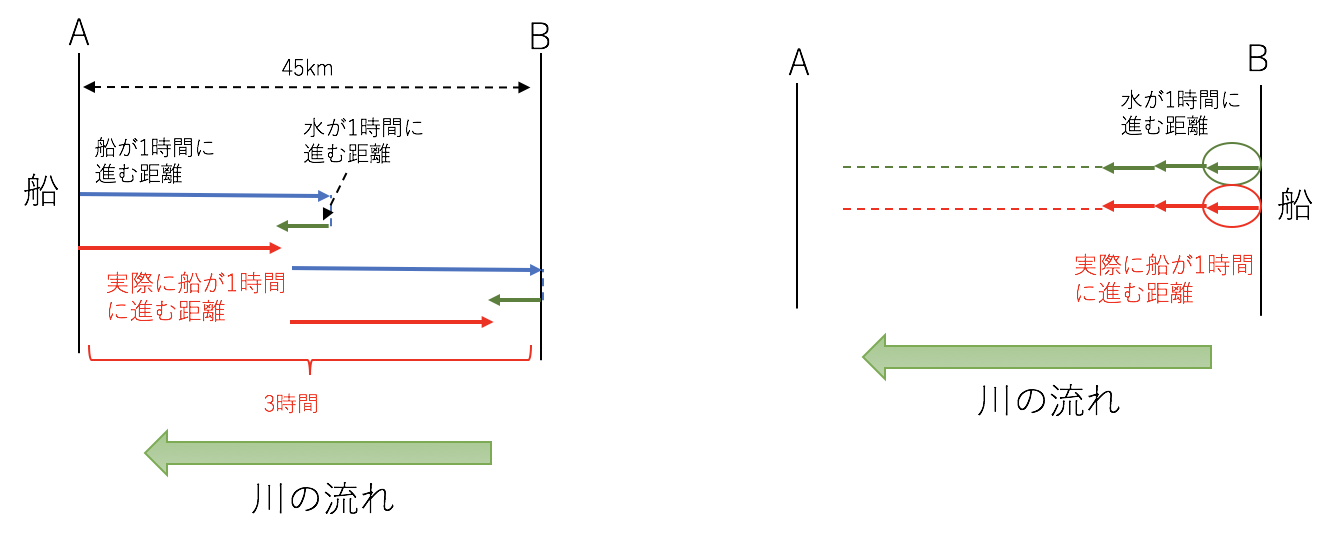 A
B
45km
船が1時間に
進む距離
水が1時間に
進む距離
船
実際に船が1時間
に進む距離
3時間
川の流れ
A
B
水が1時間に
進む距離
船
実際に船が1時間
に進む距離
川の流れ